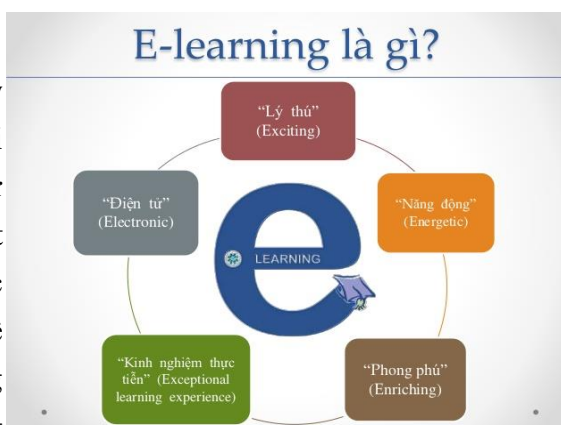 E-learning là gì?
“Lý thú”
(Exciting)
“Điện tử”
(Electronic)
“Năng động”
(Energetic)
LEARNING
“Kinh nghiệm thực
tiễn” (Exceptional
learning experience)
“Phong phú”
(Enriching)